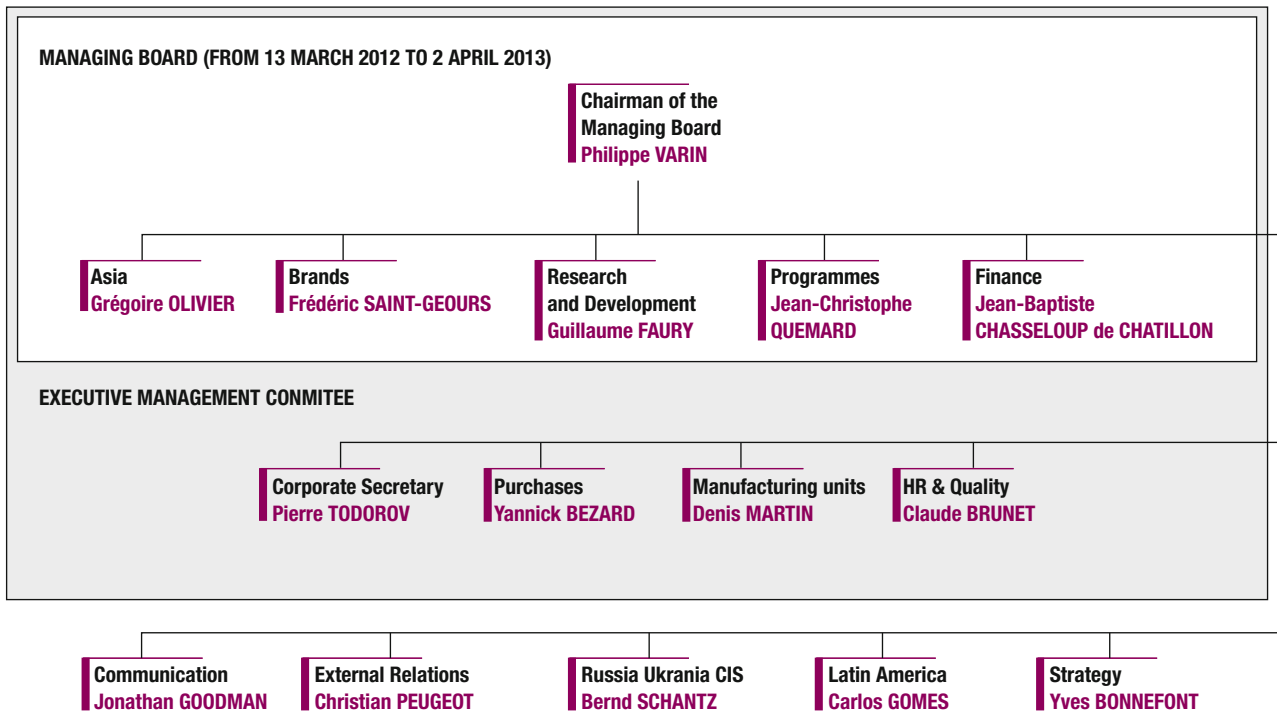 MANAGING BOARD (FROM 13 MARCH 2012 TO 2 APRIL 2013)
Chairman of the
Managing Board
Philippe VARIN
Asia
Grégoire OLIVIER
Brands
Frédéric SAINT-GEOURS
Research
and Development
Guillaume FAURY
Programmes
Jean-Christophe
QUEMARD
Finance
Jean-Baptiste
CHASSELOUP de CHATILLON
EXECUTIVE MANAGEMENT CONMITEE
Corporate Secretary
Pierre TODOROV
Purchases
Yannick BEZARD
Manufacturing units
Denis MARTIN
HR & Quality
Claude BRUNET
Communication
Jonathan GOODMAN
External Relations
Christian PEUGEOT
Russia Ukrania CIS
Bernd SCHANTZ
Latin America
Carlos GOMES
Strategy
Yves BONNEFONT